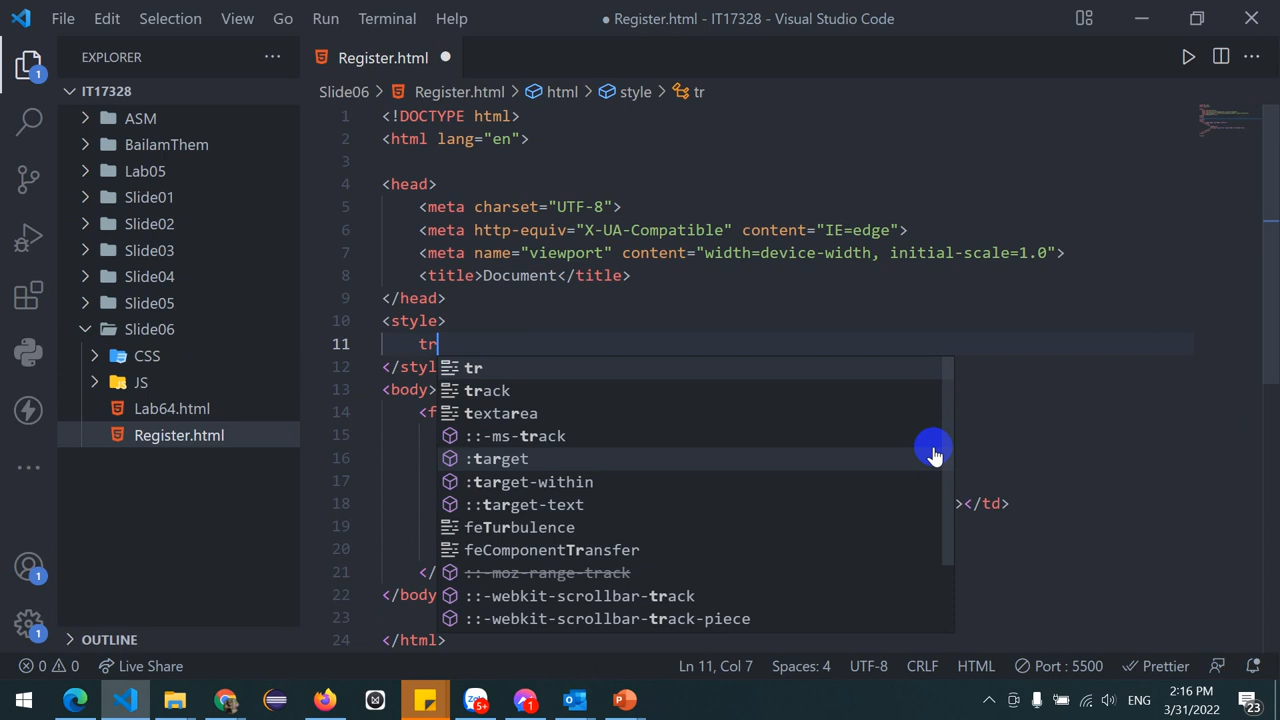 File Edit Selection View Go Run Terminal Help
● Register.html - IT17328 - Visual Studio Code
EXPLORER
IT17328
ASM
BailamThem
Lab05
Slide01
Slide02
Slide03
Slide04
Slide05
Slide06
CSS
JS
Lab64.html
Register.html
OUTLINE
1
1
1
Register.html
Slide06 > Register.html > html > style > tr
1 <!DOCTYPE html>
2 <html lang="en">
3
4 <head>
5 <meta charset="UTF-8">
6 <meta http-equiv="X-UA-Compatible" content="IE=edge">
7 <meta name="viewport" content="width=device-width, initial-scale=1.0">
8 <title>Document</title>
9 </head>
10 <style>
11 tr
12 </styl
13 <body>
14 <f
15
16
17
18 ></td>
19
20
21 </
22 </body
23
24 </html>
tr
track
textarea
::-ms-track
:target
:target-within
::target-text
feTurbulence
feComponentTransfer
::-moz-range-track
::-webkit-scrollbar-track
::-webkit-scrollbar-track-piece
0 0 Live Share Ln 11, Col 7 Spaces: 4 UTF-8 CRLF HTML Port : 5500 Prettier
Zalo 5+ 1 ENG 2:16 PM 23
3/31/2022